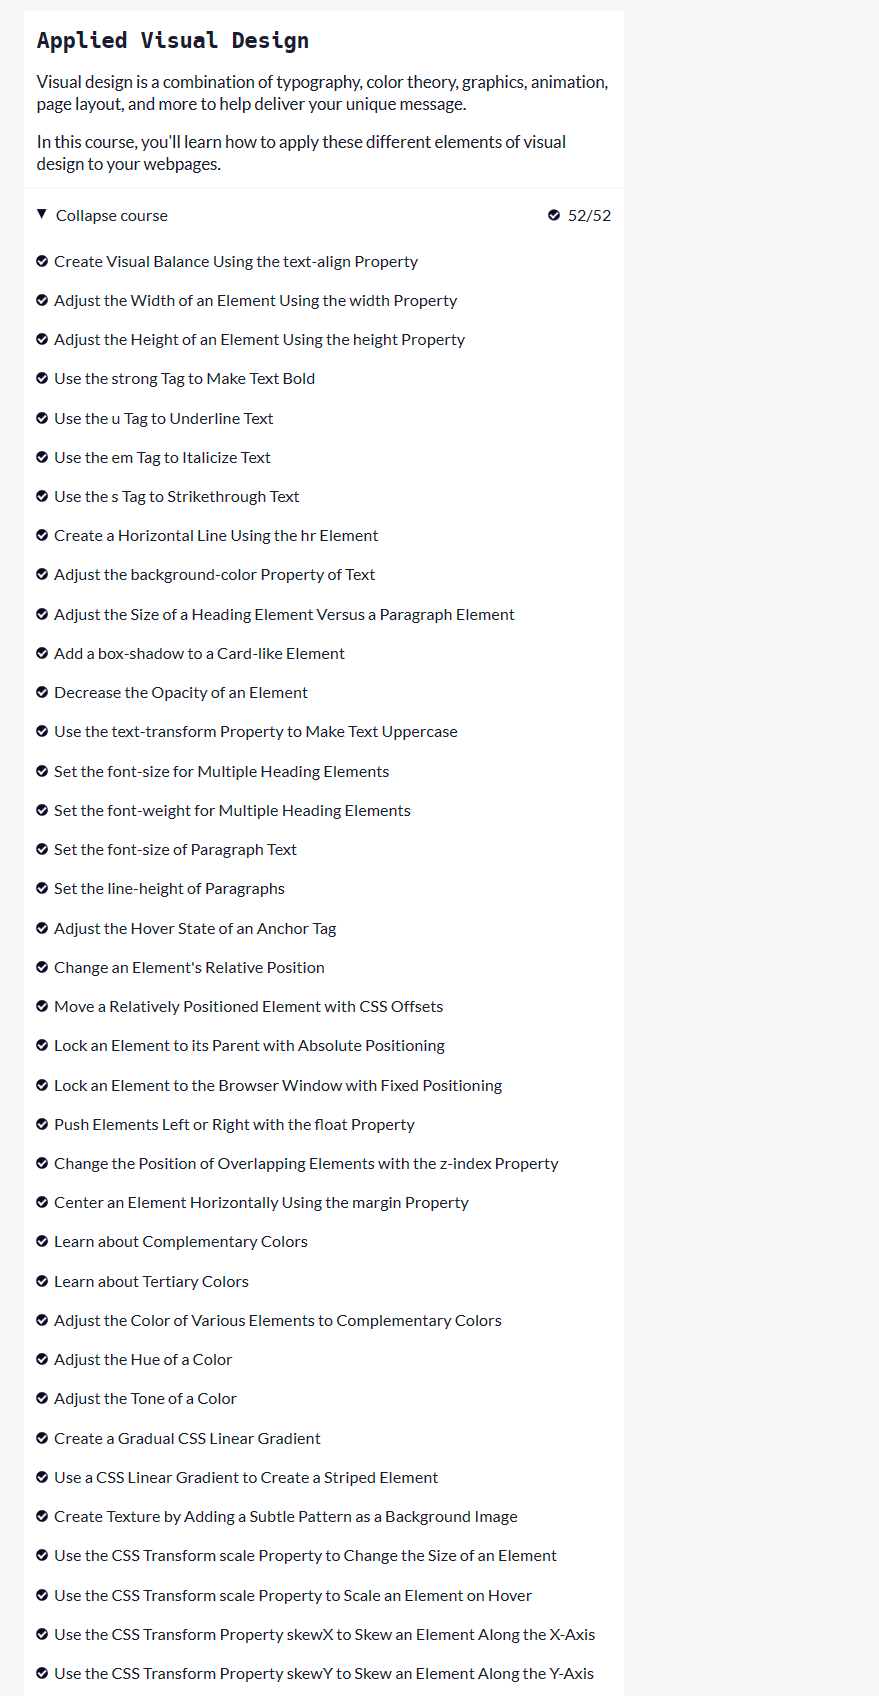 Applied Visual Design
Visual design is a combination of typography, color theory, graphics, animation,
page layout, and more to help deliver your unique message.
In this course, you'll learn how to apply these different elements of visual
design to your webpages.
Collapse course 52/52
Create Visual Balance Using the text-align Property
Adjust the Width of an Element Using the width Property
Adjust the Height of an Element Using the height Property
Use the strong Tag to Make Text Bold
Use the u Tag to Underline Text
Use the em Tag to Italicize Text
Use the s Tag to Strikethrough Text
Create a Horizontal Line Using the hr Element
Adjust the background-color Property of Text
Adjust the Size of a Heading Element Versus a Paragraph Element
Add a box-shadow to a Card-like Element
Decrease the Opacity of an Element
Use the text-transform Property to Make Text Uppercase
Set the font-size for Multiple Heading Elements
Set the font-weight for Multiple Heading Elements
Set the font-size of Paragraph Text
Set the line-height of Paragraphs
Adjust the Hover State of an Anchor Tag
Change an Element's Relative Position
Move a Relatively Positioned Element with CSS Offsets
Lock an Element to its Parent with Absolute Positioning
Lock an Element to the Browser Window with Fixed Positioning
Push Elements Left or Right with the float Property
Change the Position of Overlapping Elements with the z-index Property
Center an Element Horizontally Using the margin Property
Learn about Complementary Colors
Learn about Tertiary Colors
Adjust the Color of Various Elements to Complementary Colors
Adjust the Hue of a Color
Adjust the Tone of a Color
Create a Gradual CSS Linear Gradient
Use a CSS Linear Gradient to Create a Striped Element
Create Texture by Adding a Subtle Pattern as a Background Image
Use the CSS Transform scale Property to Change the Size of an Element
Use the CSS Transform scale Property to Scale an Element on Hover
Use the CSS Transform Property skewX to Skew an Element Along the X-Axis
Use the CSS Transform Property skewY to Skew an Element Along the Y-Axis